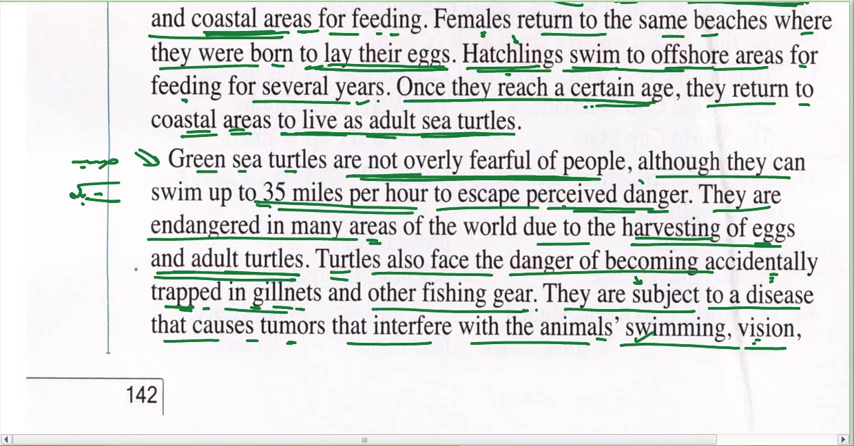 and coastal areas for feeding. Females return to the same beaches where
they were born to lay their eggs. Hatchlings swim to offshore areas for
feeding for several years. Once they reach a certain age, they return to
coastal areas to live as adult sea turtles.
Green sea turtles are not overly fearful of people, although they can
swim up to 35 miles per hour to escape perceived danger. They are
endangered in many areas of the world due to the harvesting of eggs
and adult turtles. Turtles also face the danger of becoming accidentally
trapped in gillnets and other fishing gear. They are subject to a disease
that causes tumors that interfere with the animals’ swimming, vision,
142